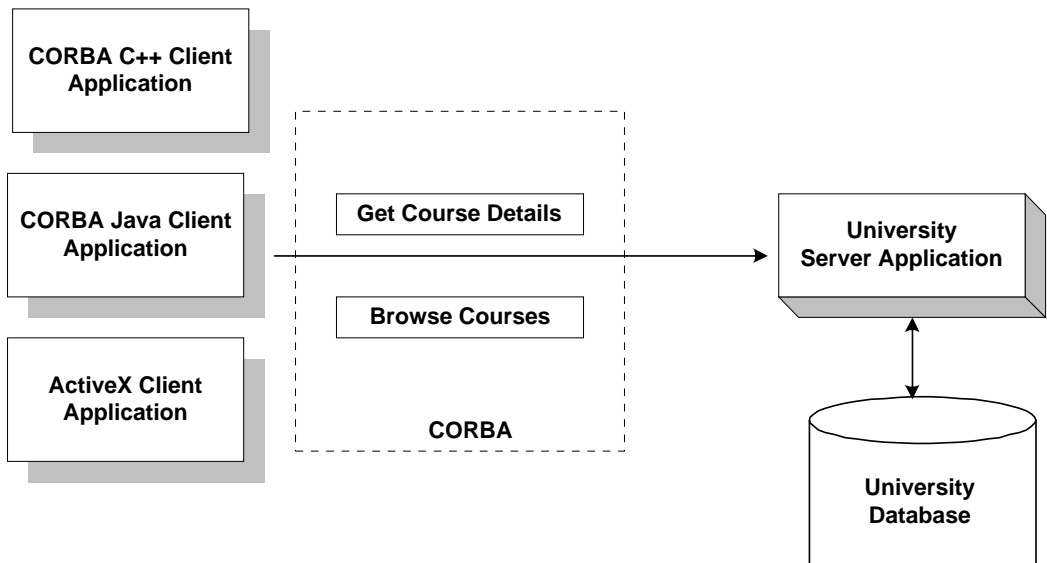 CORBA C++ Client
Application
CORBA Java Client
Application
ActiveX Client
Application
Get Course Details
Browse Courses
CORBA
University
Server Application
University
Database